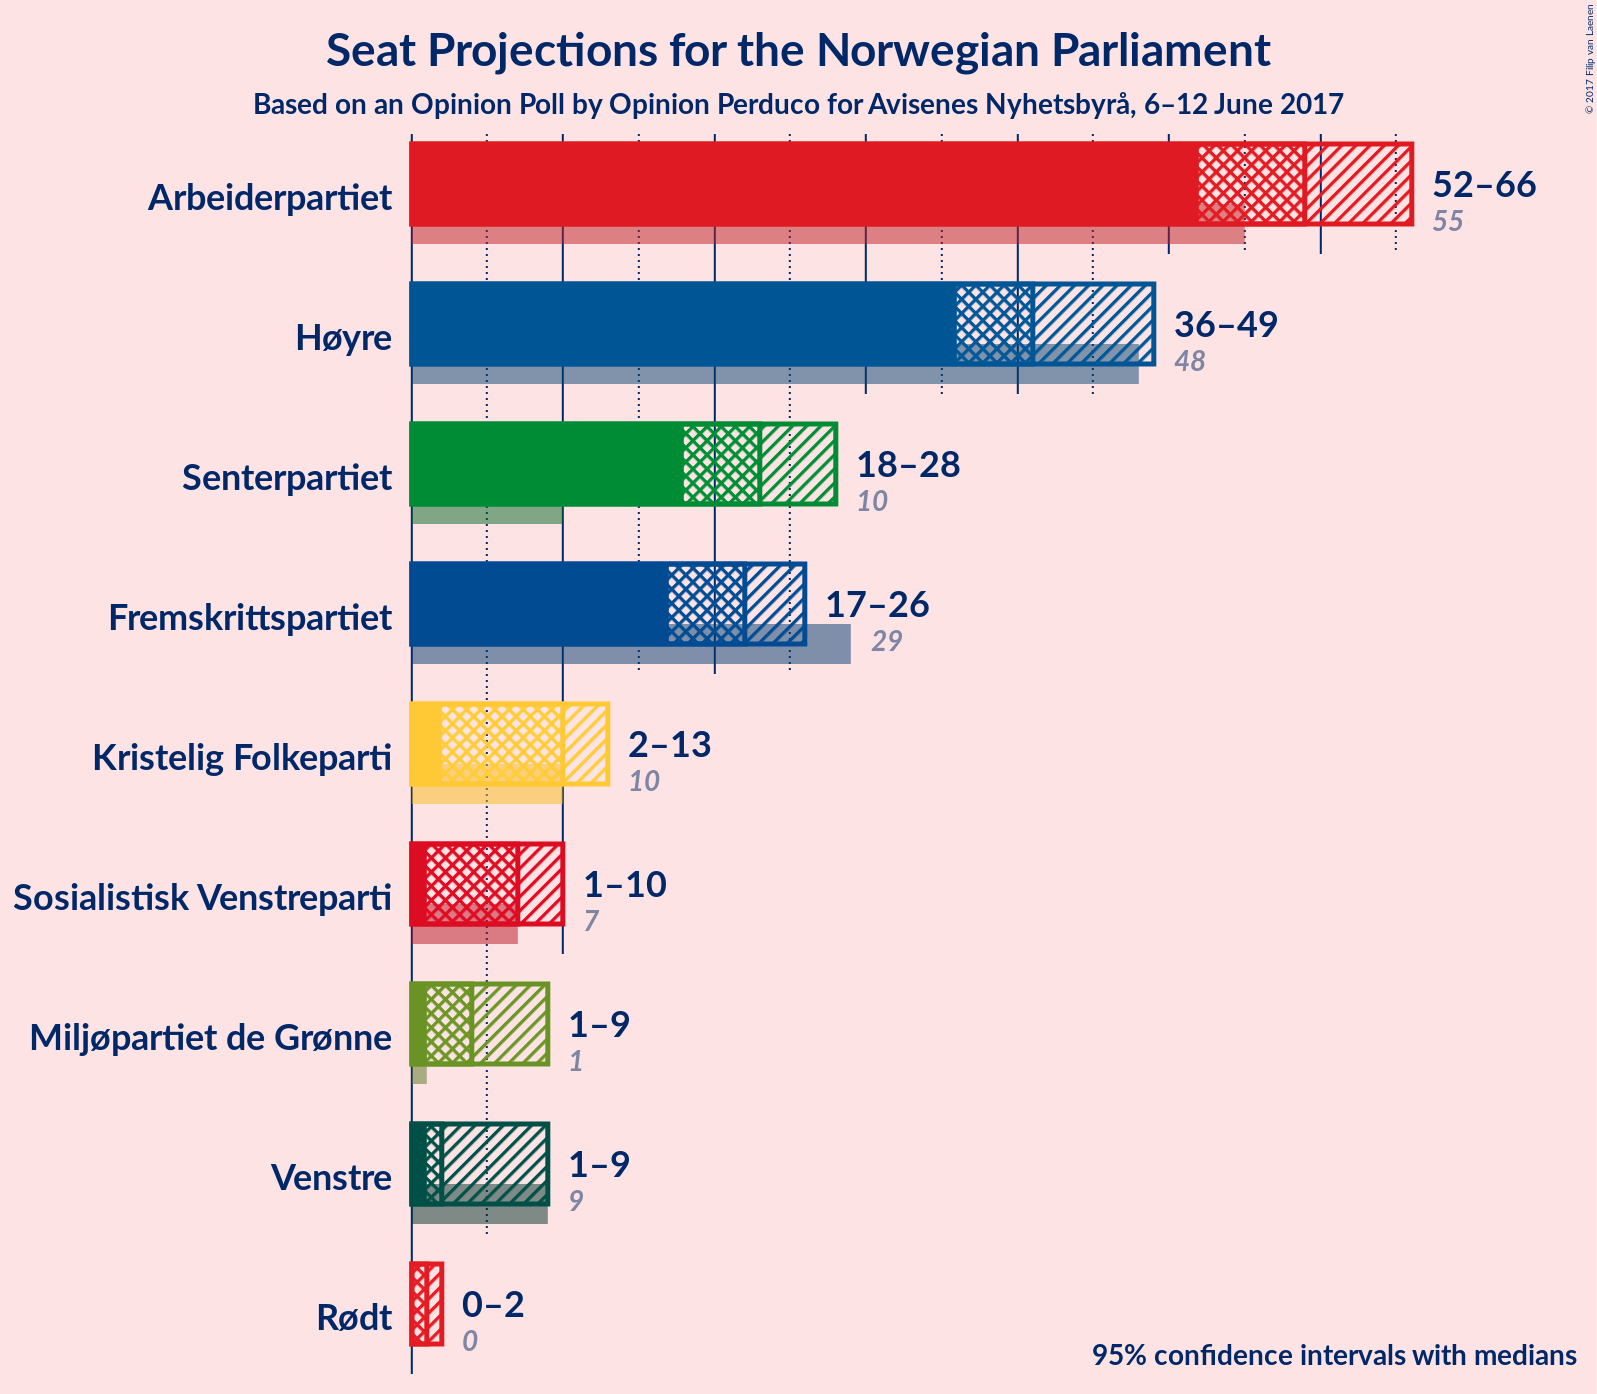 Seat Projections for the Norwegian Parliament
Based on an Opinion Poll by Opinion Perduco for Avisenes Nyhetsbyrå, 6–12 June 2017
© 2017 Filip van Laenen
Arbeiderpartiet
52–66
55
Høyre
36–49
48
Senterpartiet
18–28
10
Fremskrittspartiet
17–26
29
Kristelig Folkeparti
2–13
10
Sosialistisk Venstreparti
1–10
7
Miljøpartiet de Grønne
1–9
1
Venstre
1–9
9
Rødt
0–2
0
95% confidence intervals with medians